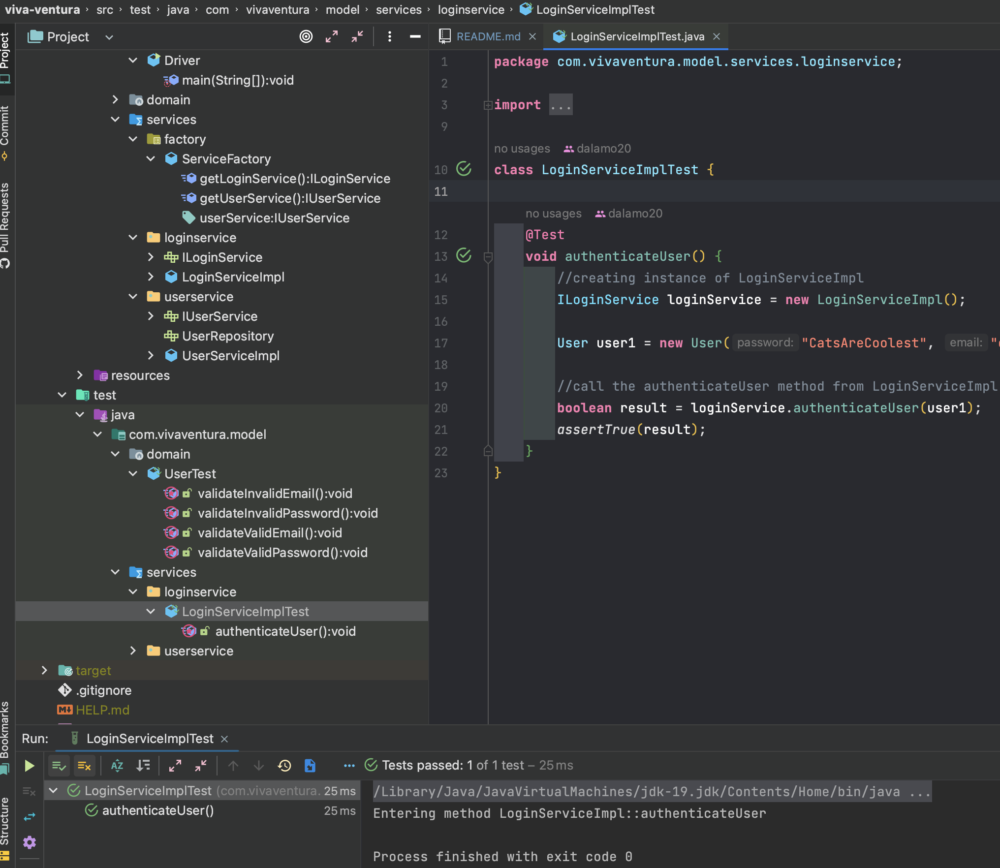 viva-ventura › src › test › java › com › vivaventura › model › services › loginservice › LoginServiceImplTest
Project
Commit
Pull Requests
Bookmarks
Structure
Project
Driver
main(String[]):void
domain
services
factory
ServiceFactory
getLoginService():ILoginService
getUserService():IUserService
userService:IUserService
loginservice
ILoginService
LoginServiceImpl
userservice
IUserService
UserRepository
UserServiceImpl
resources
test
java
com.vivaventura.model
domain
UserTest
validateInvalidEmail():void
validateInvalidPassword():void
validateValidEmail():void
validateValidPassword():void
services
loginservice
LoginServiceImplTest
authenticateUser():void
userservice
target
.gitignore
HELP.md
README.md LoginServiceImplTest.java
1 package com.vivaventura.model.services.loginservice;
2
3 import ...
9
no usages dalamo20
10 class LoginServiceImplTest {
11
no usages dalamo20
12 @Test
13 void authenticateUser() {
14 //creating instance of LoginServiceImpl
15 ILoginService loginService = new LoginServiceImpl();
16
17 User user1 = new User( password: "CatsAreCoolest", email: "
18
19 //call the authenticateUser method from LoginServiceImpl
20 boolean result = loginService.authenticateUser(user1);
21 assertTrue(result);
22 }
23 }
Run: LoginServiceImplTest
Tests passed: 1 of 1 test – 25 ms
LoginServiceImplTest (com.vivaventura. 25 ms
authenticateUser() 25 ms
/Library/Java/JavaVirtualMachines/jdk-19.jdk/Contents/Home/bin/java ...
Entering method LoginServiceImpl::authenticateUser
Process finished with exit code 0